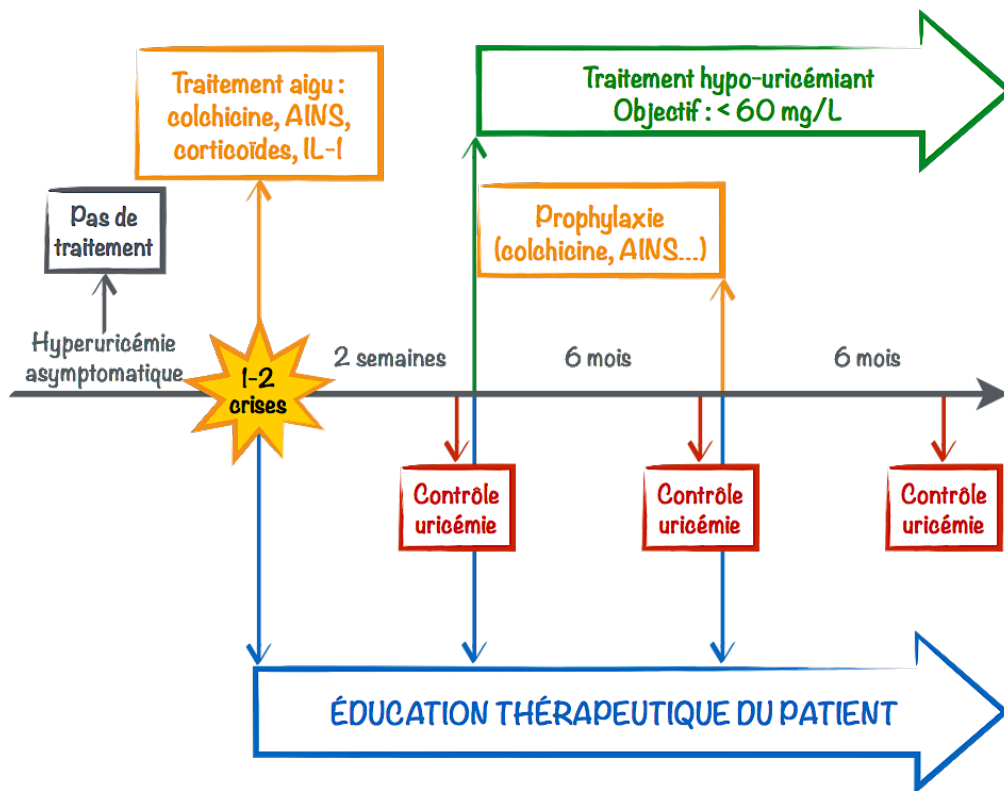 Traitement aigu :
colchicine, AINS,
corticoïdes, IL-1
Traitement hypo-uricémiant
Objectif : < 60 mg/L
Pas de
traitement
Prophylaxie
(colchicine, AINS...)
Hyperuricémie
asymptomatique
1-2
crises
2 semaines
6 mois
6 mois
Contrôle
uricémie
Contrôle
uricémie
Contrôle
uricémie
ÉDUCATION THÉRAPEUTIQUE DU PATIENT